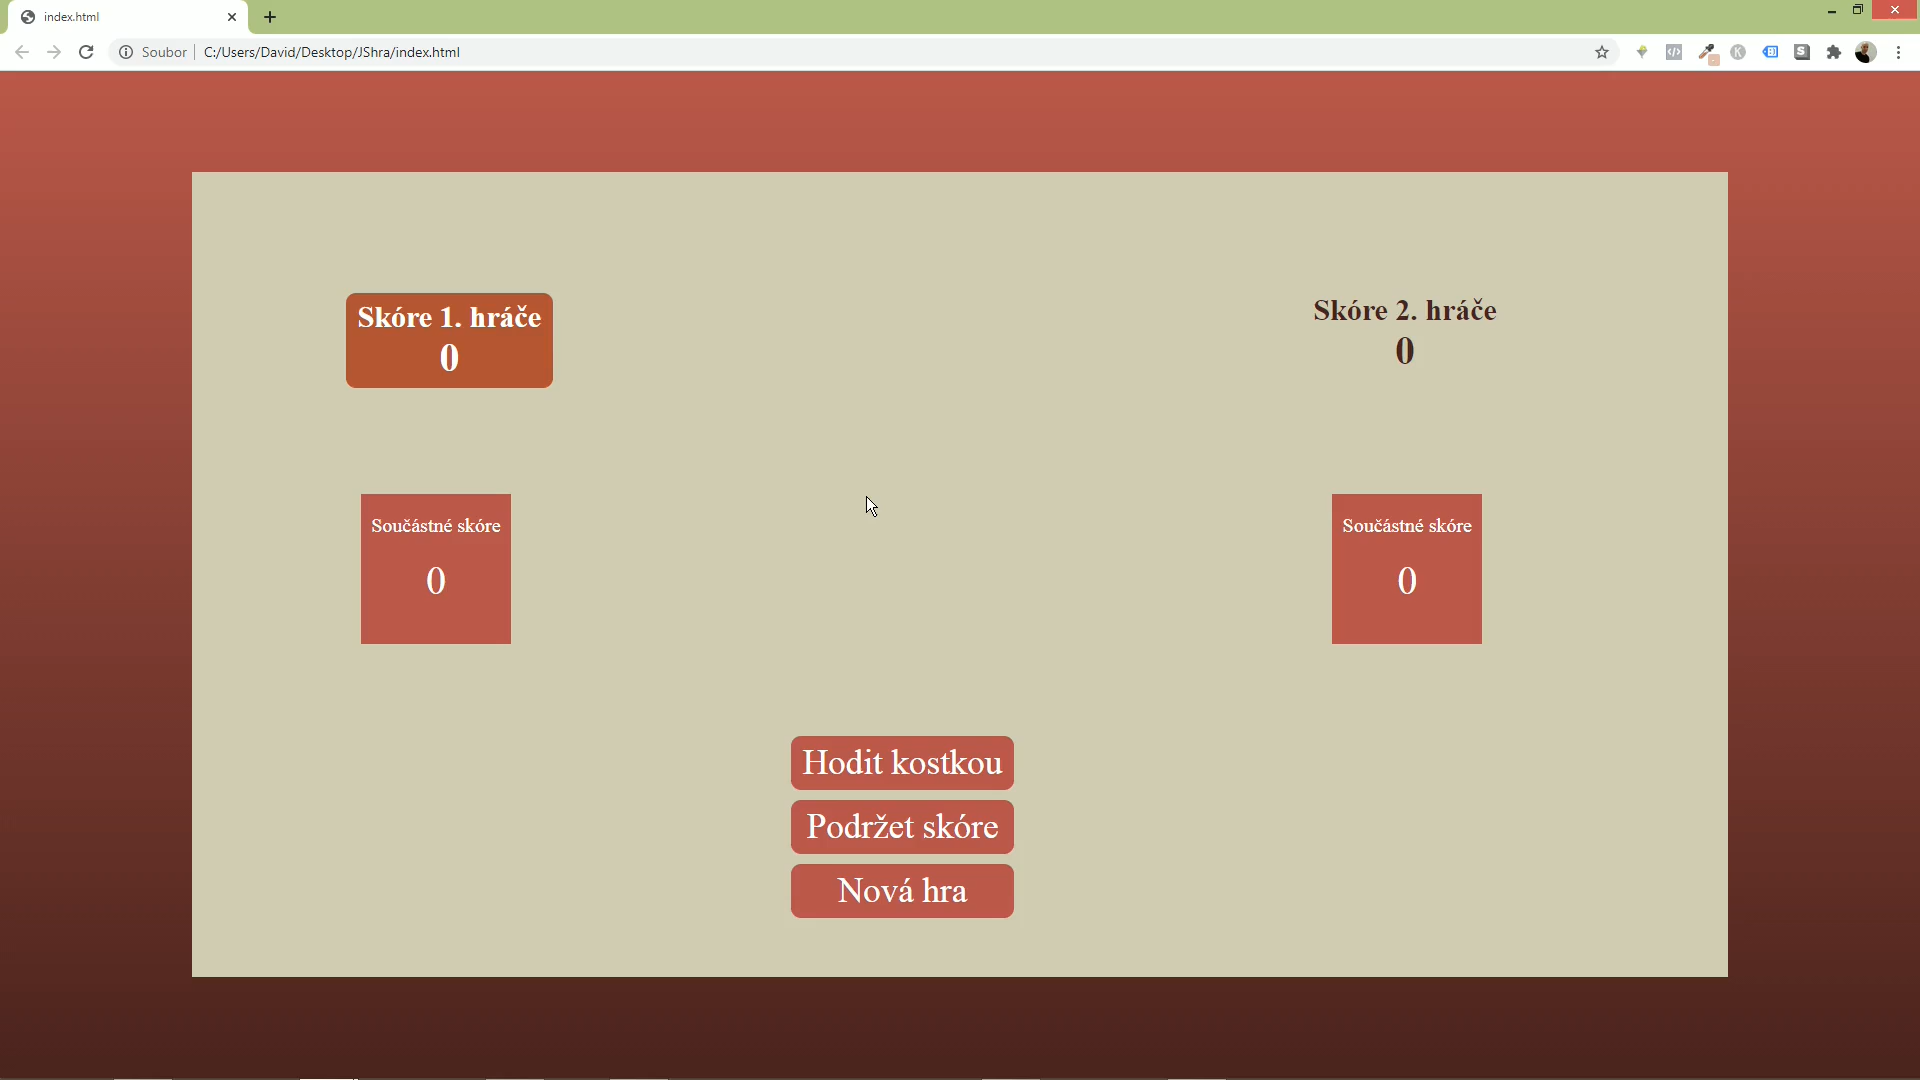 index.html
Soubor
C:/Users/David/Desktop/JShra/index.html
Skóre 1. hráče
0
Skóre 2. hráče
0
Součástné skóre
0
Součástné skóre
0
Hodit kostkou
Podržet skóre
Nová hra